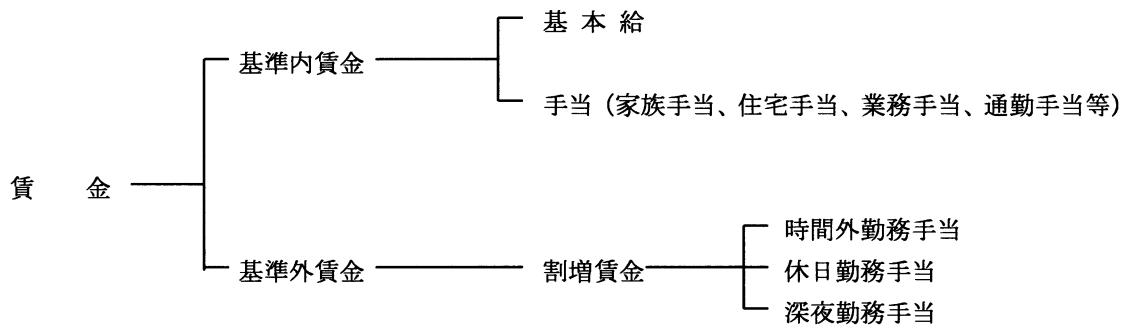 基 本 給
基準内賃金
手当（家族手当、住宅手当、業務手当、通勤手当等）
賃　　金
時間外勤務手当
基準外賃金　割増賃金　休日勤務手当
深夜勤務手当